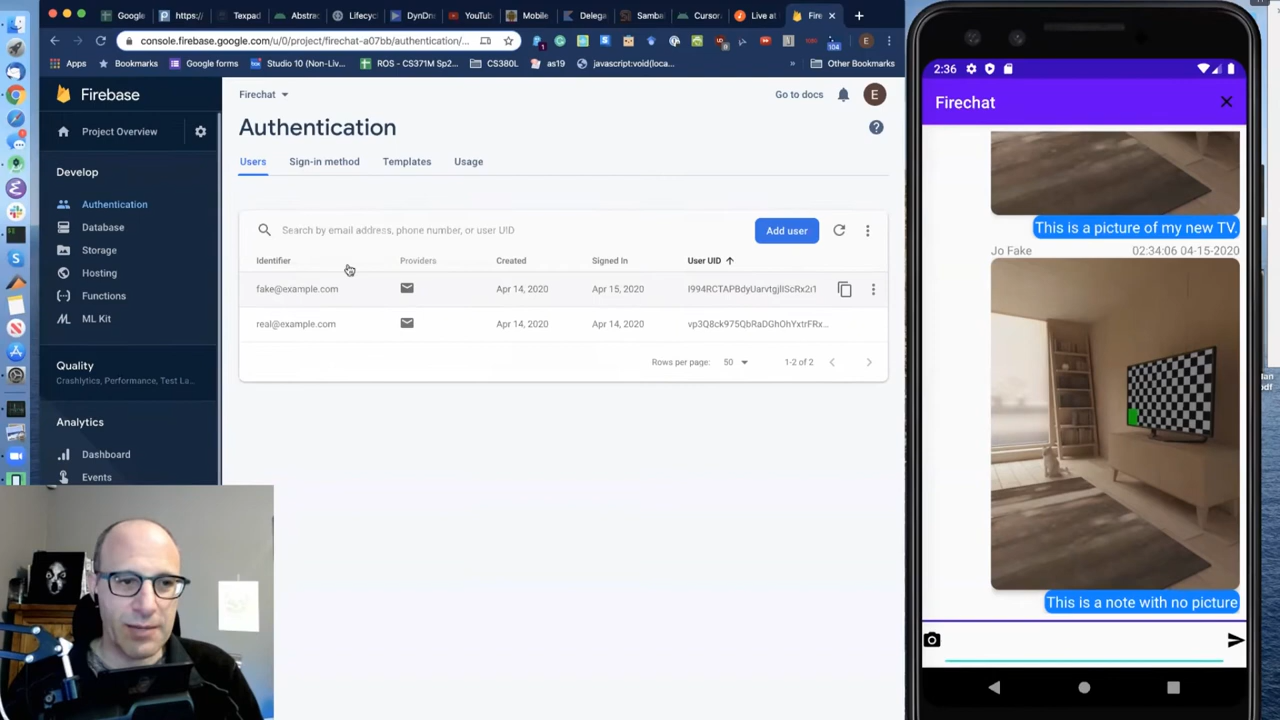 Google
https:/
Texpad
Abstrac
Lifecyc
DynDn
YouTub
Mobile
Delega
Samba
Cursor
Live at
Fire
console.firebase.google.com/u/0/project/firechat-a07bb/authentication/...
1
104
E
Apps
Bookmarks
Google forms
Studio 10 (Non-Liv...
ROS - CS371M Sp2...
CS380L
as19
javascript:void(loca...
»
Other Bookmarks
Firebase
Project Overview
Develop
Authentication
Database
Storage
Hosting
Functions
ML Kit
Quality
Crashlytics, Performance, Test La...
Analytics
Dashboard
Events
Firechat
Go to docs
E
Authentication
Users
Sign-in method
Templates
Usage
Search by email address, phone number, or user UID
Add user
Identifier
Providers
Created
Signed In
User UID
fake@example.com
Apr 14, 2020
Apr 15, 2020
real@example.com
Apr 14, 2020
Apr 14, 2020
Rows per page:
50
1-2 of 2
2:36
Firechat
This is a picture of my new TV.
Jo Fake
02:34:06 04-15-2020
This is a note with no picture